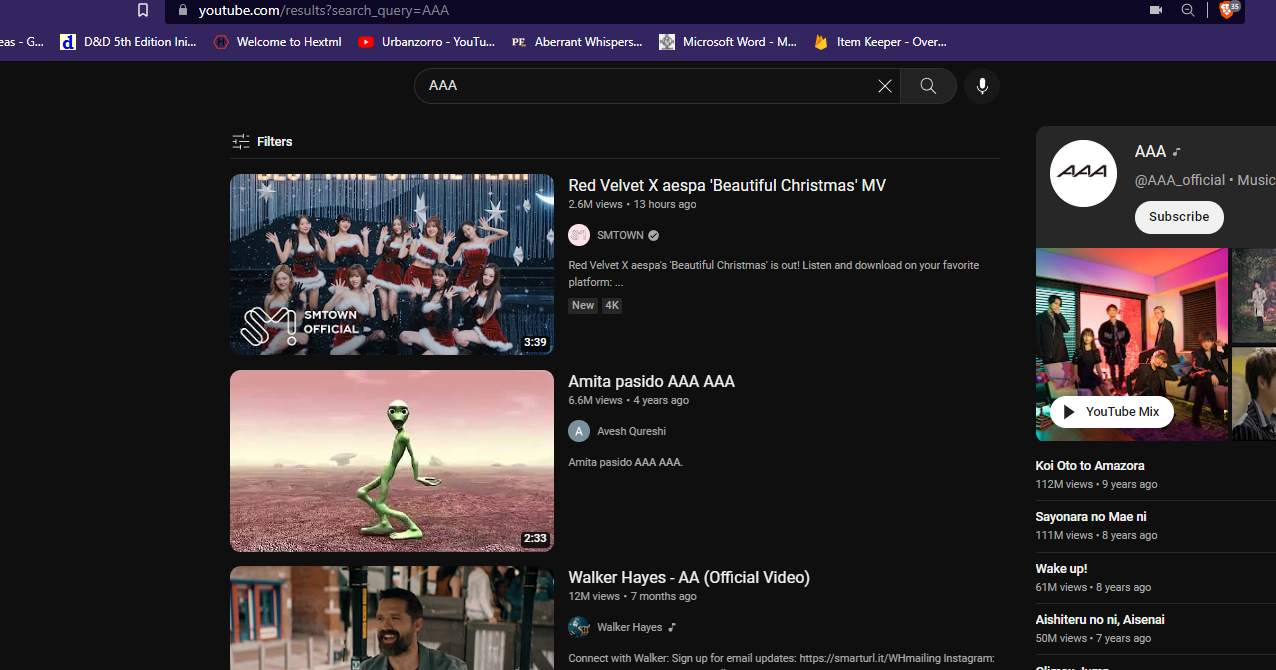 youtube.com/results?search_query=AAA
35
eas - G...
D&D 5th Edition Ini...
Welcome to Hextml
Urbanzorro - YouTu...
PE
Aberrant Whispers...
Microsoft Word - M...
Item Keeper - Over...
AAA
Filters
SMTOWN
OFFICIAL
3:39
Red Velvet X aespa 'Beautiful Christmas' MV
2.6M views • 13 hours ago
SMTOWN
Red Velvet X aespa's 'Beautiful Christmas' is out! Listen and download on your favorite
platform: ...
New 4K
2:33
Amita pasido AAA AAA
6.6M views • 4 years ago
A Avesh Qureshi
Amita pasido AAA AAA.
Walker Hayes - AA (Official Video)
12M views • 7 months ago
Walker Hayes
Connect with Walker: Sign up for email updates: https://smarturl.it/WHmailing Instagram:
AAA
AAA
@AAA_official • Music
Subscribe
YouTube Mix
Koi Oto to Amazora
112M views • 9 years ago
Sayonara no Mae ni
111M views • 8 years ago
Wake up!
61M views • 8 years ago
Aishiteru no ni, Aisenai
50M views • 7 years ago